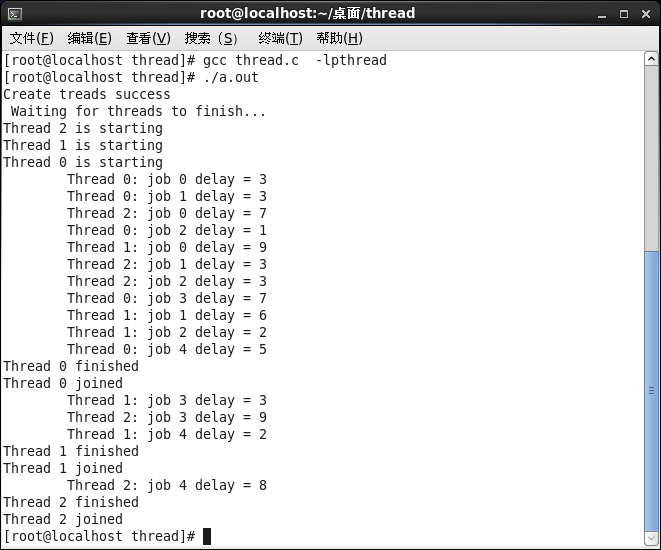 root@localhost:~/桌面/thread
文件(F) 编辑(E) 查看(V) 搜索（S） 终端(T) 帮助(H)
[root@localhost thread]# gcc thread.c  -lpthread
[root@localhost thread]# ./a.out
Create treads success
 Waiting for threads to finish...
Thread 2 is starting
Thread 1 is starting
Thread 0 is starting
        Thread 0: job 0 delay = 3
        Thread 0: job 1 delay = 3
        Thread 2: job 0 delay = 7
        Thread 0: job 2 delay = 1
        Thread 1: job 0 delay = 9
        Thread 2: job 1 delay = 3
        Thread 2: job 2 delay = 3
        Thread 0: job 3 delay = 7
        Thread 1: job 1 delay = 6
        Thread 1: job 2 delay = 2
        Thread 0: job 4 delay = 5
Thread 0 finished
Thread 0 joined
        Thread 1: job 3 delay = 3
        Thread 2: job 3 delay = 9
        Thread 1: job 4 delay = 2
Thread 1 finished
Thread 1 joined
        Thread 2: job 4 delay = 8
Thread 2 finished
Thread 2 joined
[root@localhost thread]#